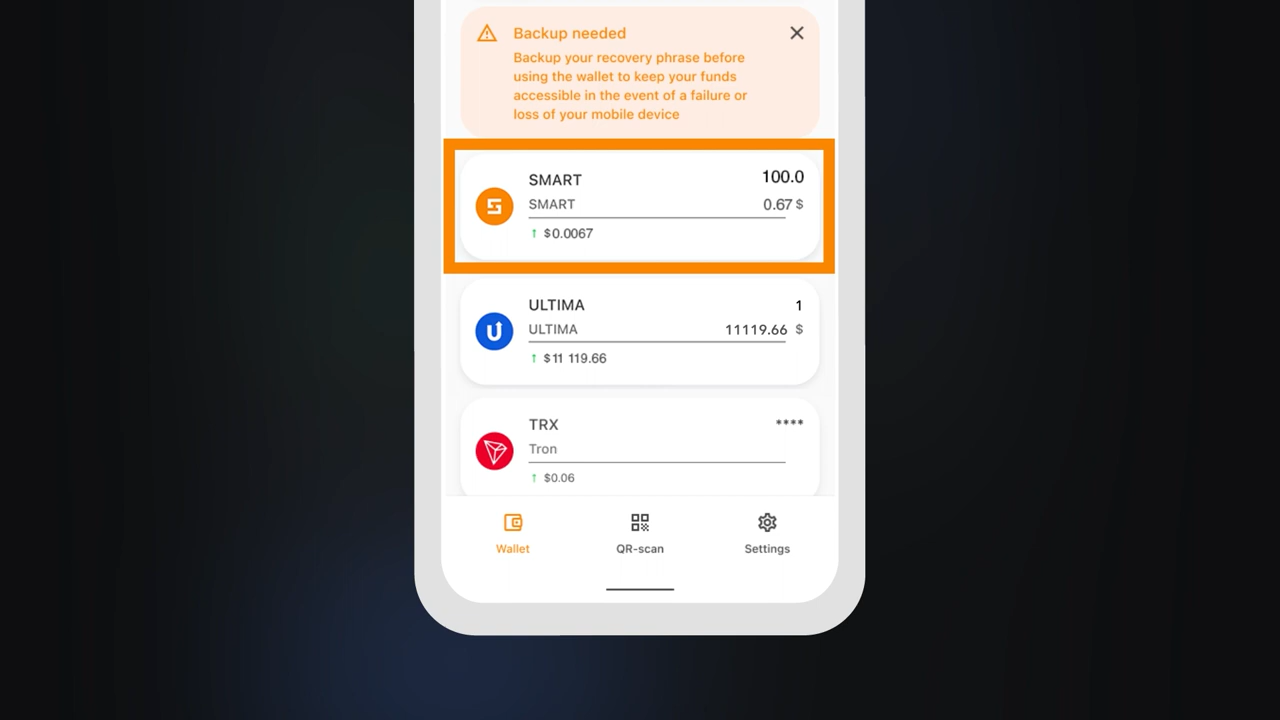 Backup needed
Backup your recovery phrase before
using the wallet to keep your funds
accessible in the event of a failure or
loss of your mobile device
SMART 100.0
SMART 0.67 $
↑ $0.0067
ULTIMA 1
ULTIMA 11119.66 $
↑ $11 119.66
TRX ****
Tron
↑ $0.06
Wallet QR-scan Settings